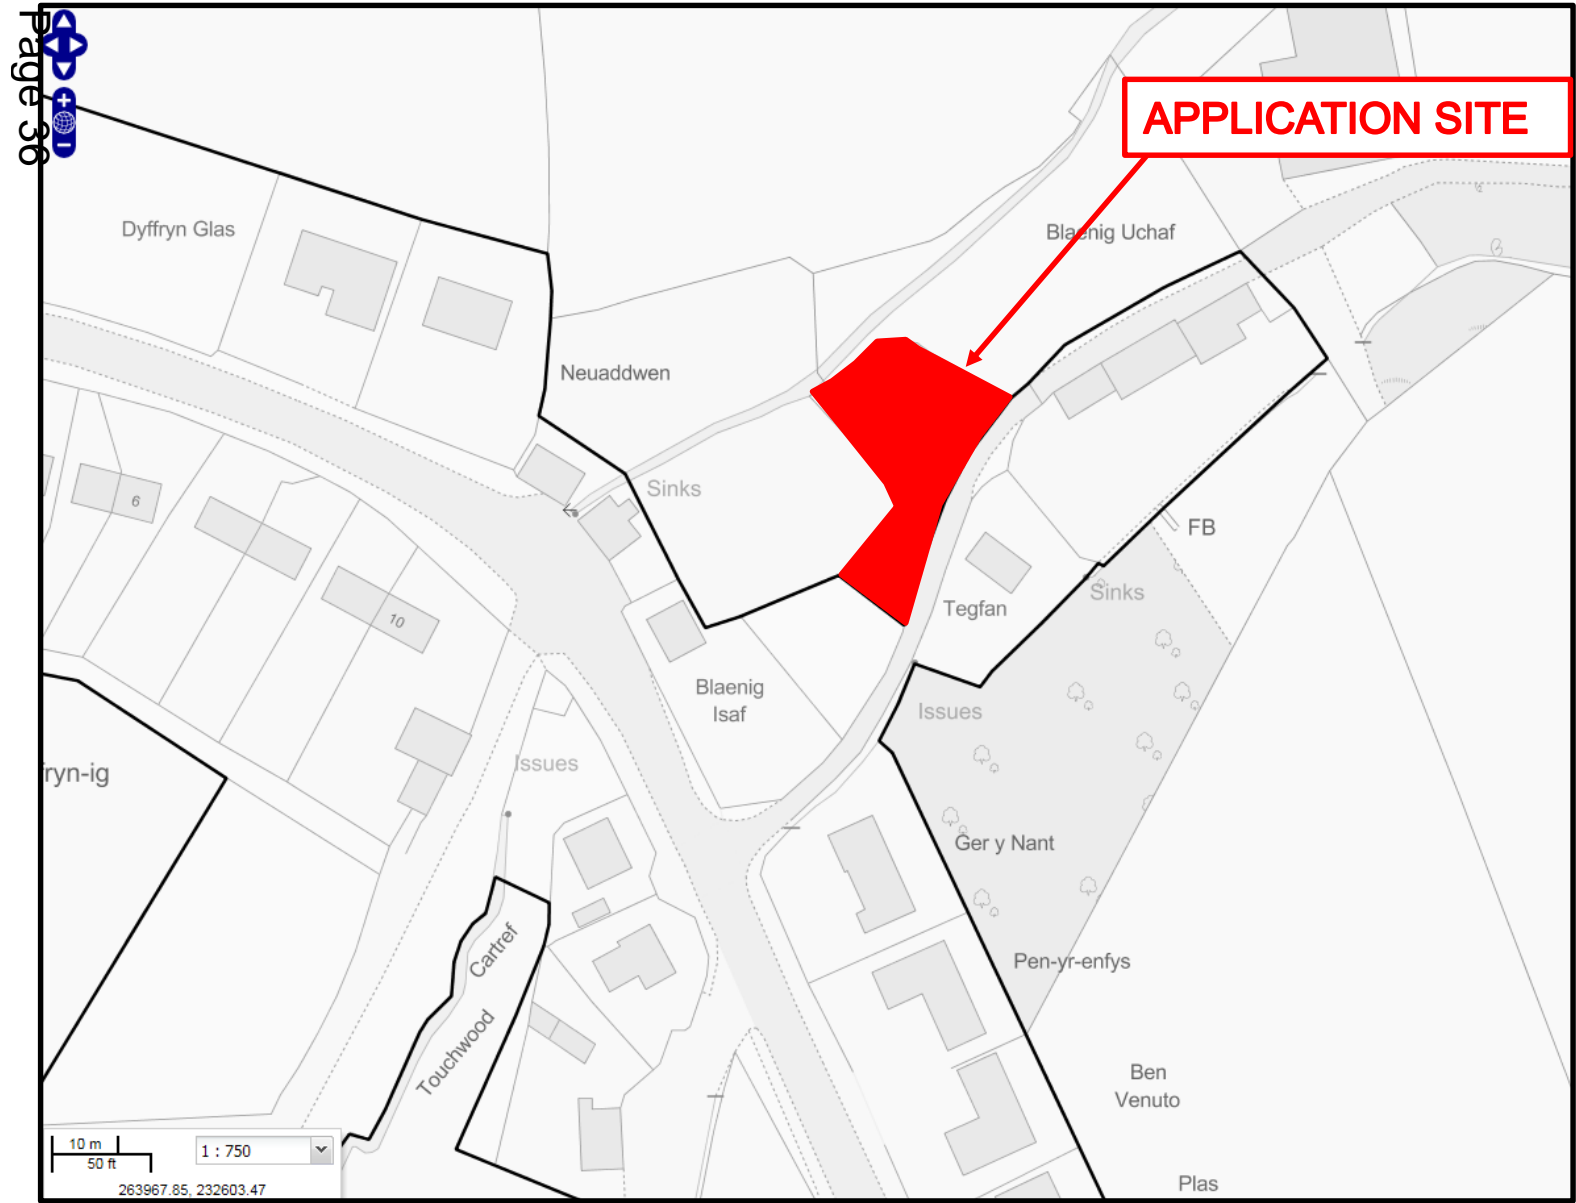 Page 36
APPLICATION SITE
Dyffryn Glas
Blaenig Uchaf
Neuaddwen
Sinks
6
FB
Sinks
10
Tegfan
Blaenig
Isaf
Issues
Issues
ryn-ig
Ger y Nant
Cartref
Pen-yr-enfys
Touchwood
Ben
Venuto
Plas
10 m
50 ft
1 : 750
263967.85, 232603.47